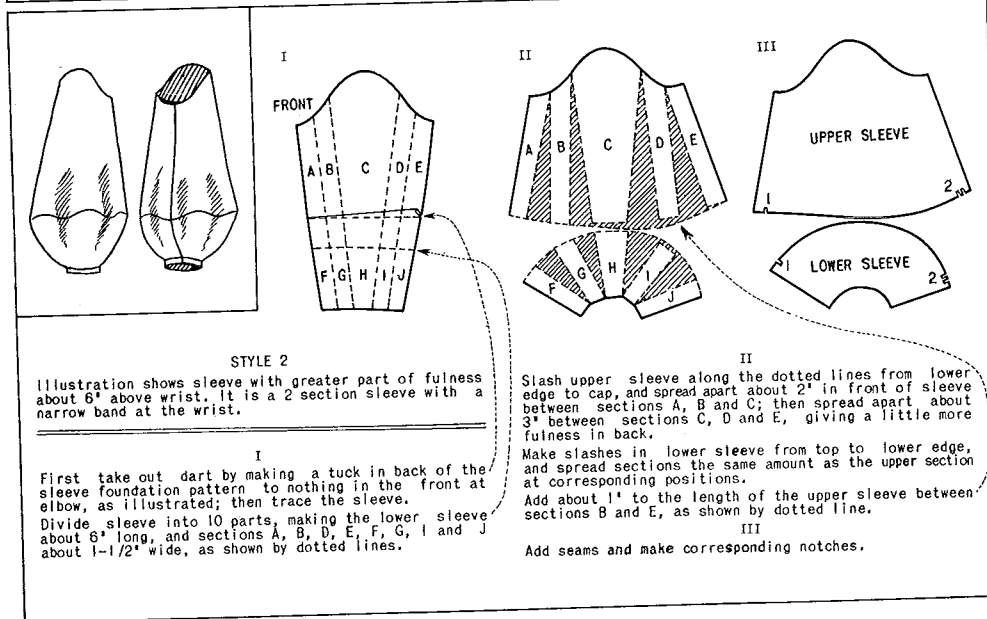 I
FRONT
A B C D E
F G H I J
II
A B C D E
F G H I J
III
UPPER SLEEVE
1 2
LOWER SLEEVE
1 2
STYLE 2
Illustration shows sleeve with greater part of fulness
about 6" above wrist. It is a 2 section sleeve with a
narrow band at the wrist.
I
First take out dart by making a tuck in back of the
sleeve foundation pattern to nothing in the front at
elbow, as illustrated; then trace the sleeve.
Divide sleeve into 10 parts, making the lower sleeve
about 6" long, and sections A, B, D, E, F, G, I and J
about 1-1/2" wide, as shown by dotted lines.
II
Slash upper sleeve along the dotted lines from lower
edge to cap, and spread apart about 2" in front of sleeve
between sections A, B and C; then spread apart about
3" between sections C, D and E, giving a little more
fulness in back.
Make slashes in lower sleeve from top to lower edge,
and spread sections the same amount as the upper section
at corresponding positions.
Add about 1" to the length of the upper sleeve between
sections B and E, as shown by dotted line.
III
Add seams and make corresponding notches.